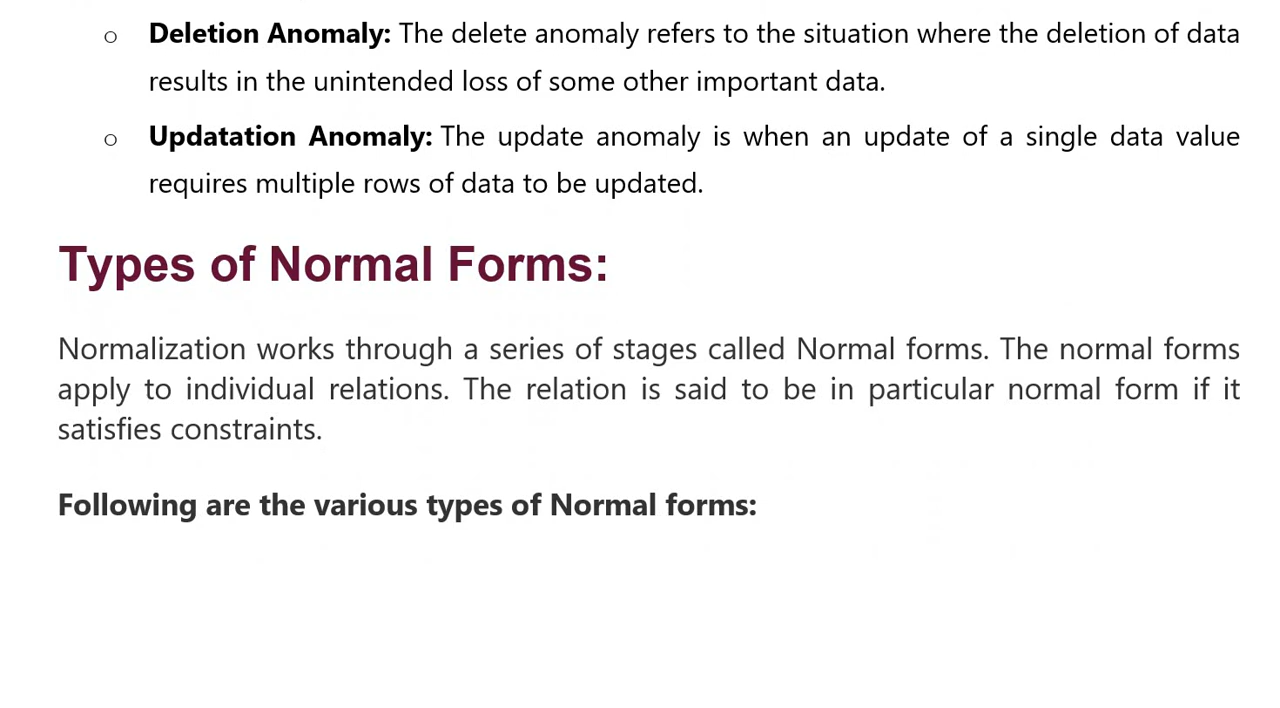 o Deletion Anomaly: The delete anomaly refers to the situation where the deletion of data
results in the unintended loss of some other important data.
o Updatation Anomaly: The update anomaly is when an update of a single data value
requires multiple rows of data to be updated.
Types of Normal Forms:
Normalization works through a series of stages called Normal forms. The normal forms
apply to individual relations. The relation is said to be in particular normal form if it
satisfies constraints.
Following are the various types of Normal forms: